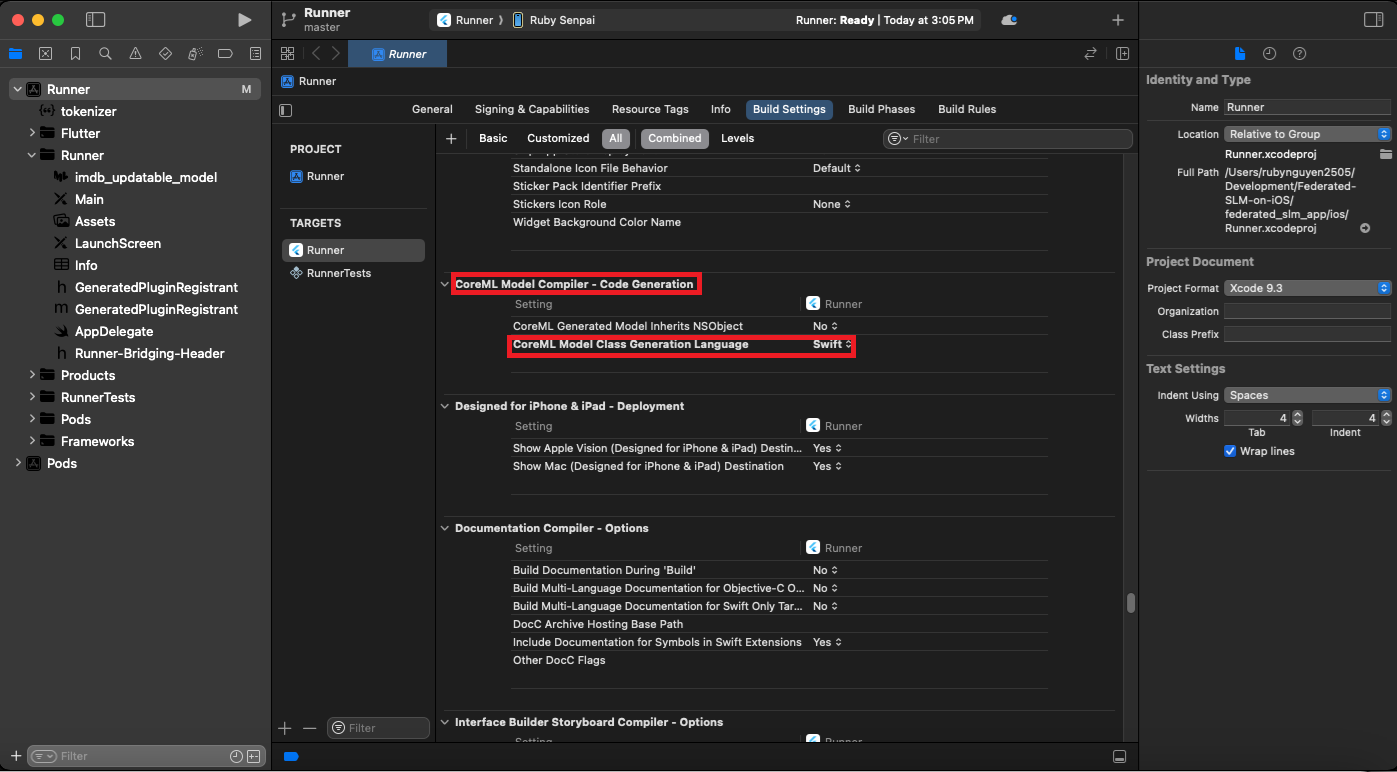 Runner
master
Runner
Ruby Senpai
Runner: Ready | Today at 3:05 PM
Runner
Runner M
tokenizer
Flutter
Runner
imdb_updatable_model
Main
Assets
LaunchScreen
Info
GeneratedPluginRegistrant
GeneratedPluginRegistrant
AppDelegate
Runner-Bridging-Header
Products
RunnerTests
Pods
Frameworks
Pods
Filter
Runner
General Signing & Capabilities Resource Tags Info Build Settings Build Phases Build Rules
PROJECT
Runner
TARGETS
Runner
RunnerTests
Filter
Basic Customized All Combined Levels Filter
Standalone Icon File Behavior Default
Sticker Pack Identifier Prefix
Stickers Icon Role None
Widget Background Color Name
CoreML Model Compiler - Code Generation
Setting Runner
CoreML Generated Model Inherits NSObject No
CoreML Model Class Generation Language Swift
Designed for iPhone & iPad - Deployment
Setting Runner
Show Apple Vision (Designed for iPhone & iPad) Destin... Yes
Show Mac (Designed for iPhone & iPad) Destination Yes
Documentation Compiler - Options
Setting Runner
Build Documentation During 'Build' No
Build Multi-Language Documentation for Objective-C O... No
Build Multi-Language Documentation for Swift Only Tar... No
DocC Archive Hosting Base Path
Include Documentation for Symbols in Swift Extensions Yes
Other DocC Flags
Interface Builder Storyboard Compiler - Options
Setting Runner
Identity and Type
Name Runner
Location Relative to Group
Runner.xcodeproj
Full Path /Users/rubynguyen2505/
Development/Federated-
SLM-on-iOS/
federated_slm_app/ios/
Runner.xcodeproj
Project Document
Project Format Xcode 9.3
Organization
Class Prefix
Text Settings
Indent Using Spaces
Widths 4 4
Tab Indent
Wrap lines